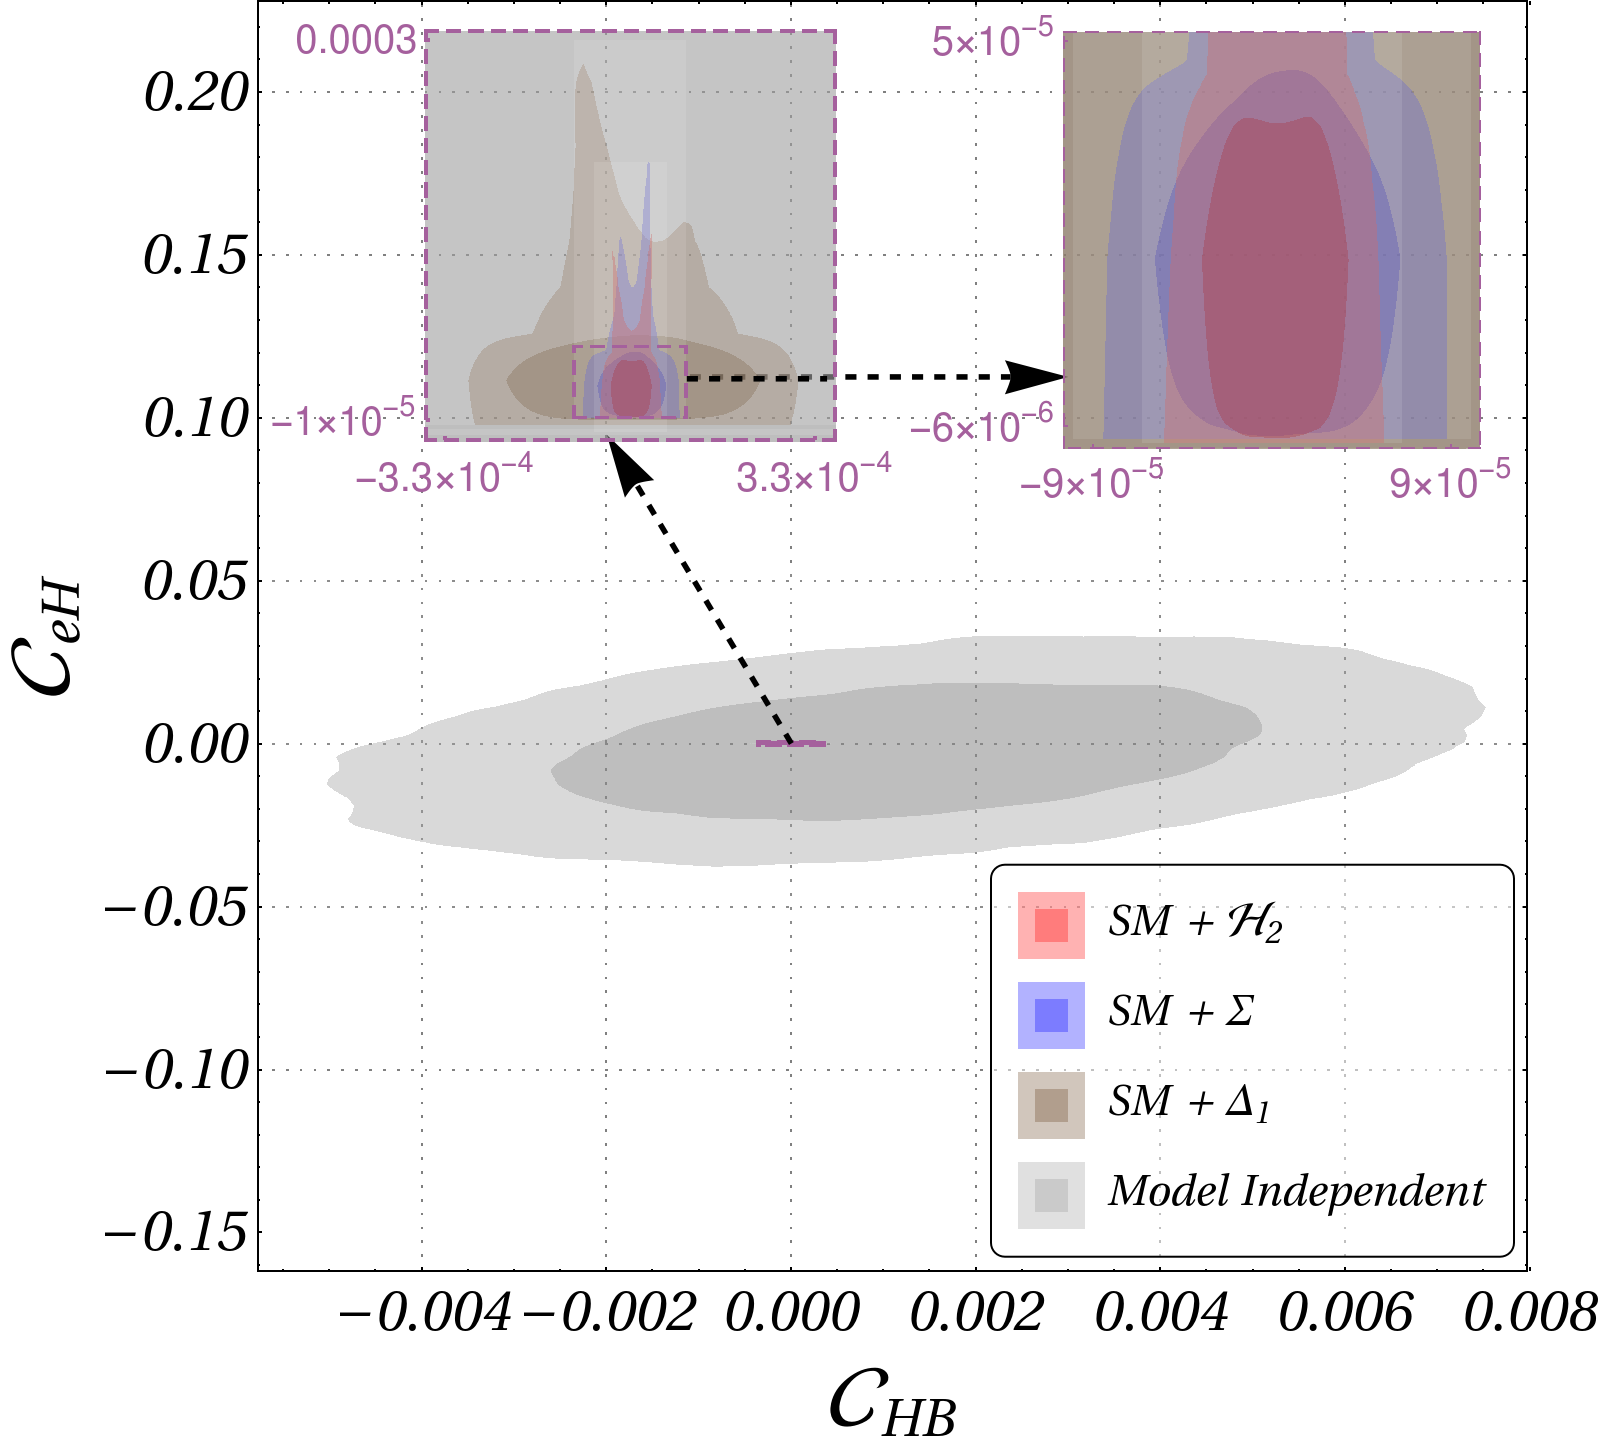 0.0003
5×10⁻⁵
0.20
0.15
0.10
−1×10⁻⁵
−6×10⁻⁶
−3.3×10⁻⁴
3.3×10⁻⁴
−9×10⁻⁵
9×10⁻⁵
0.05
0.00
−0.05
−0.10
−0.15
𝒞eH
SM + ℋ₂
SM + Σ
SM + Δ₁
Model Independent
−0.004 −0.002 0.000 0.002 0.004 0.006 0.008
𝒞HB